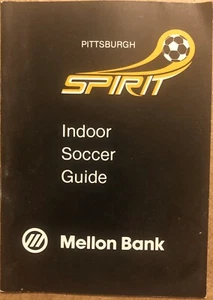 PITTSBURGH
SPIRIT
Indoor
Soccer
Guide
Mellon Bank